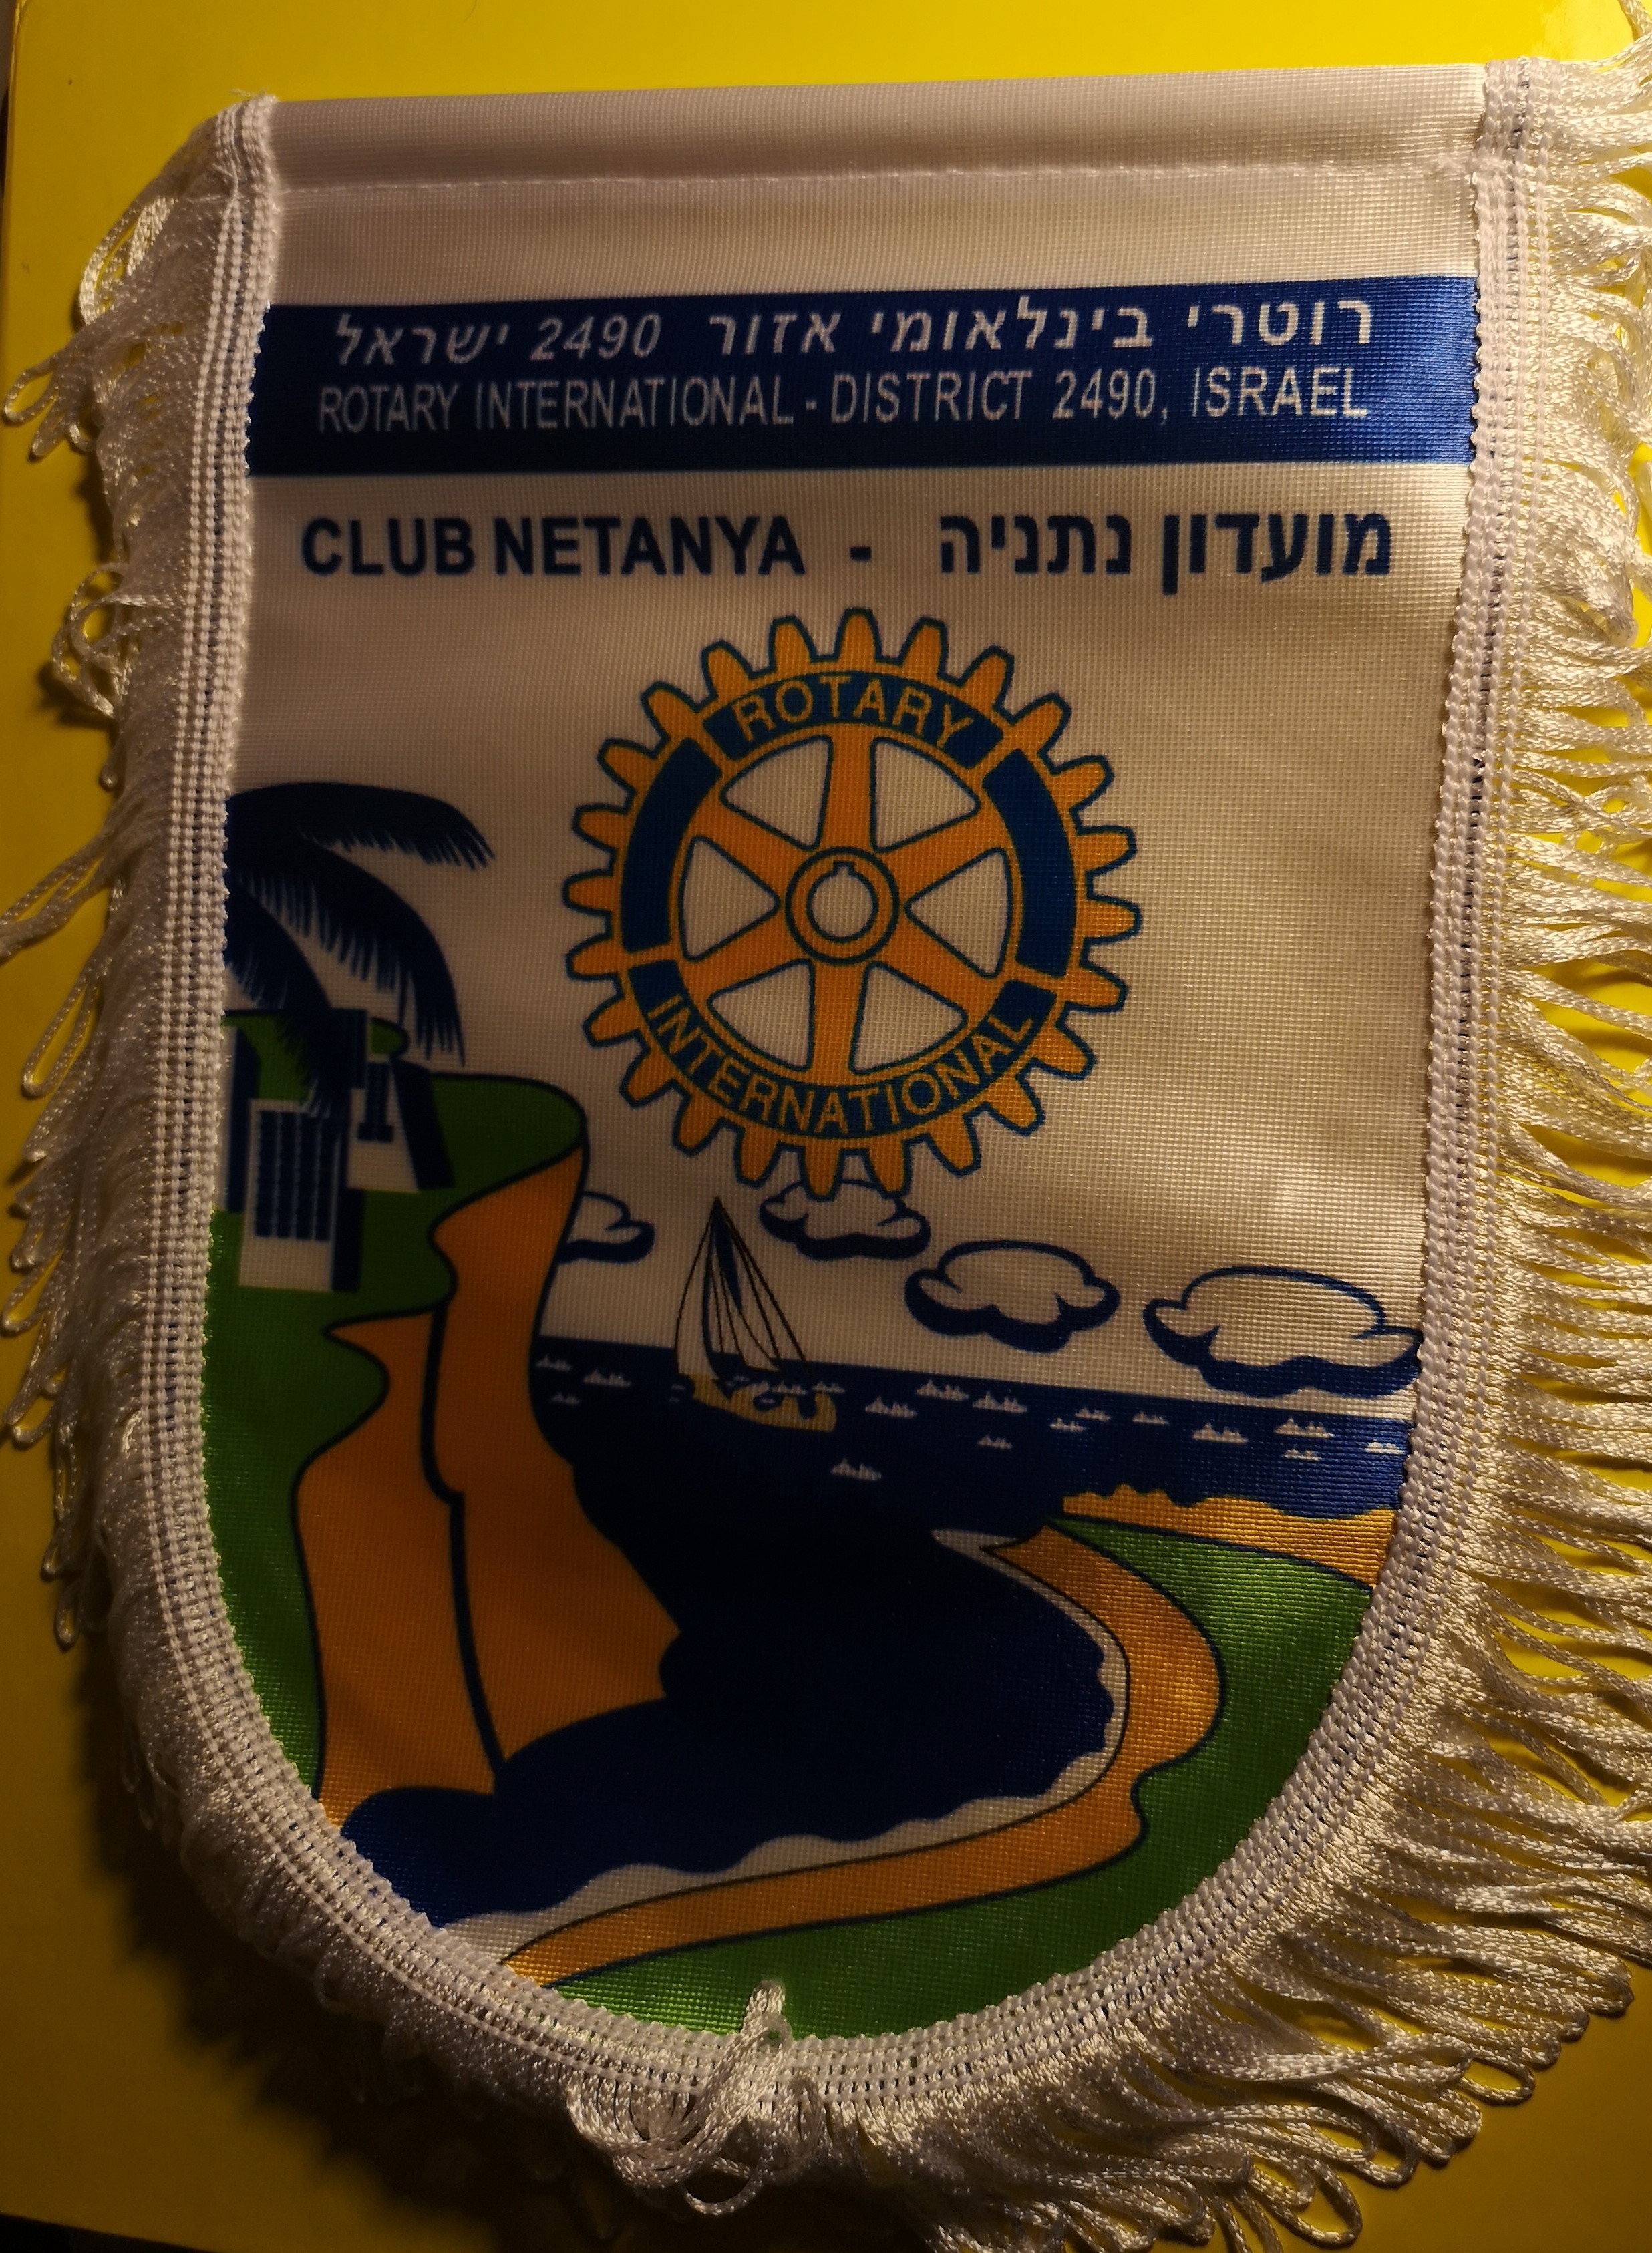 רוטרי בינלאומי אזור 2490 ישראל
ROTARY INTERNATIONAL - DISTRICT 2490, ISRAEL
CLUB NETANYA - מועדון נתניה
ROTARY
INTERNATIONAL